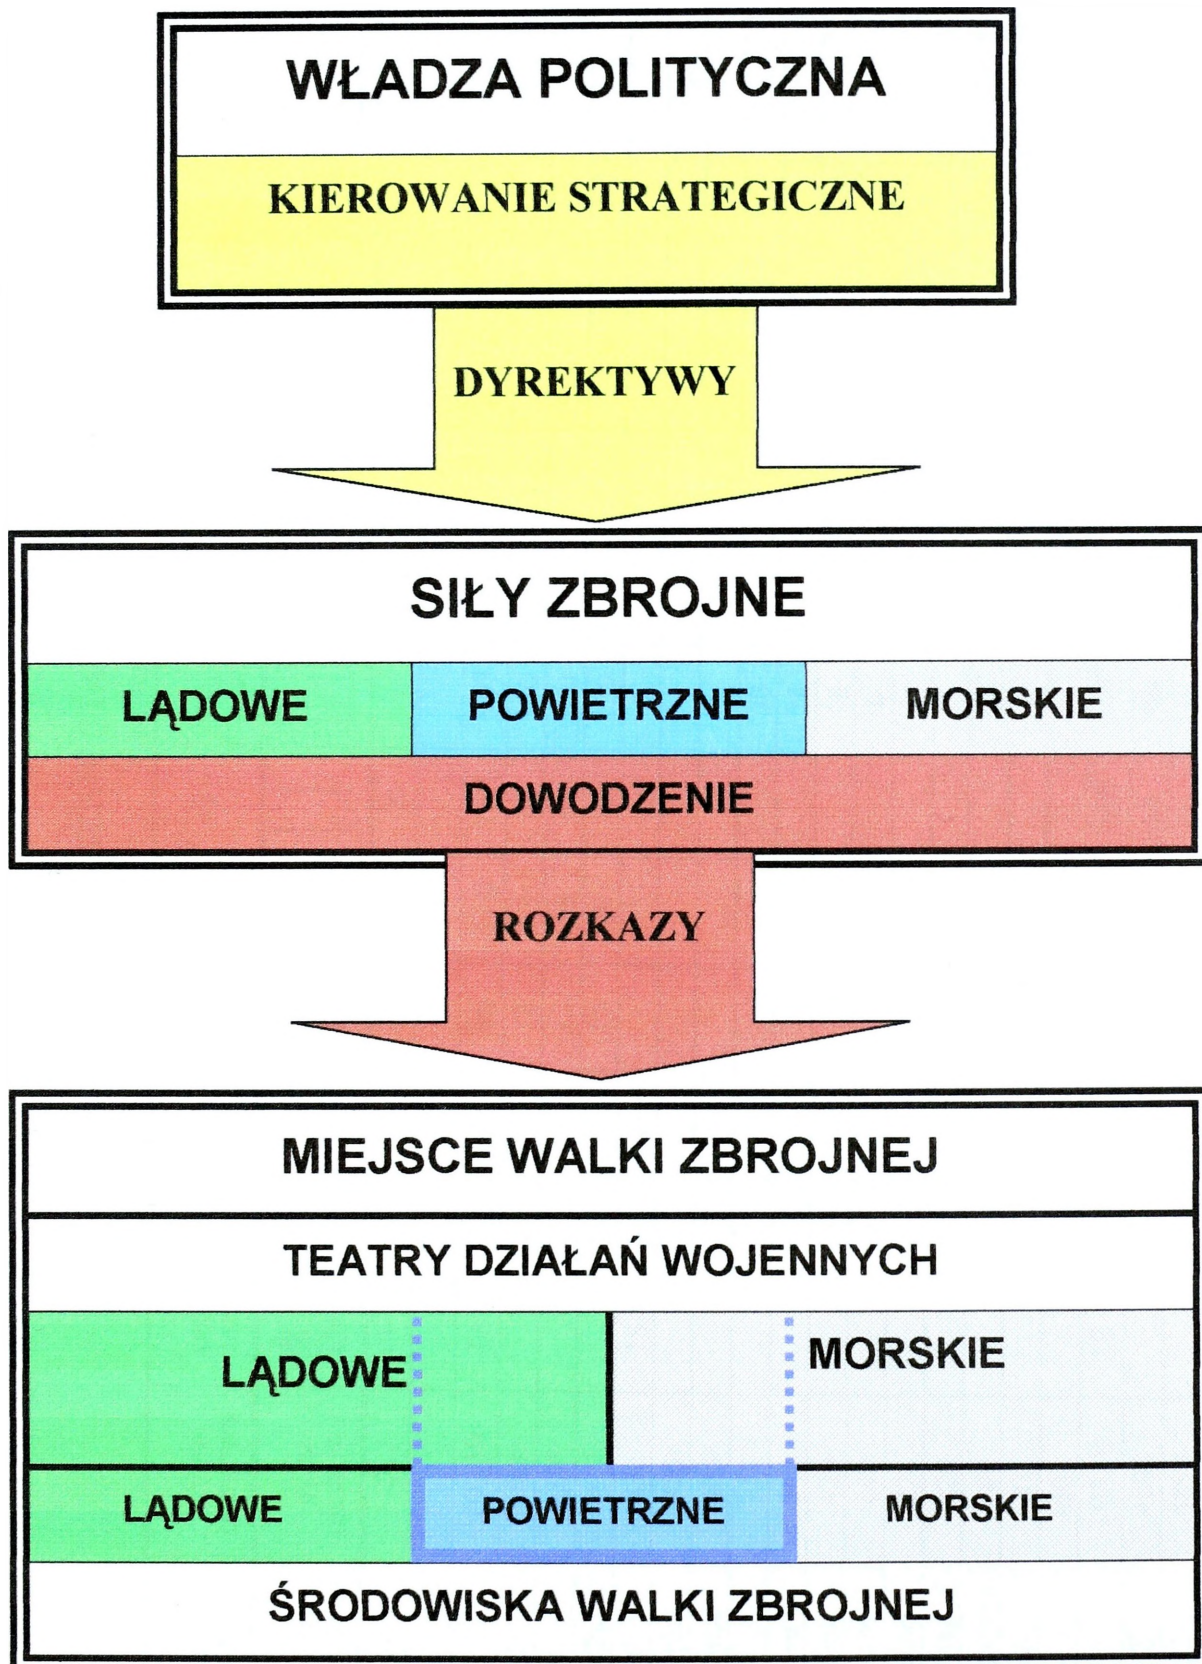 WŁADZA POLITYCZNA
KIEROWANIE STRATEGICZNE
DYREKTYWY
SIŁY ZBROJNE
LĄDOWE POWIETRZNE MORSKIE
DOWODZENIE
ROZKAZY
MIEJSCE WALKI ZBROJNEJ
TEATRY DZIAŁAŃ WOJENNYCH
LĄDOWE MORSKIE
LĄDOWE POWIETRZNE MORSKIE
ŚRODOWISKA WALKI ZBROJNEJ